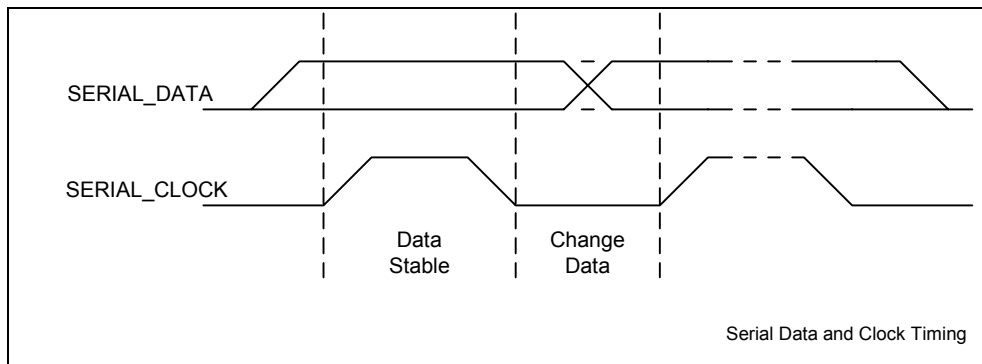 SERIAL_DATA
SERIAL_CLOCK
Data
Stable
Change
Data
Serial Data and Clock Timing